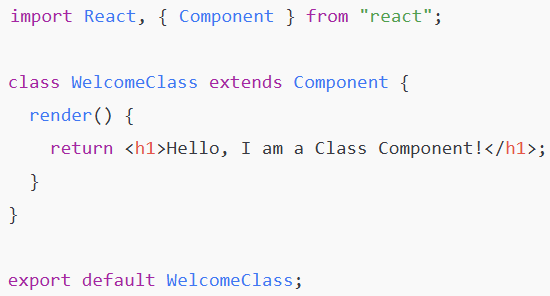 import React, { Component } from "react";
class WelcomeClass extends Component {
render() {
return <h1>Hello, I am a Class Component!</h1>;
}
}
export default WelcomeClass;